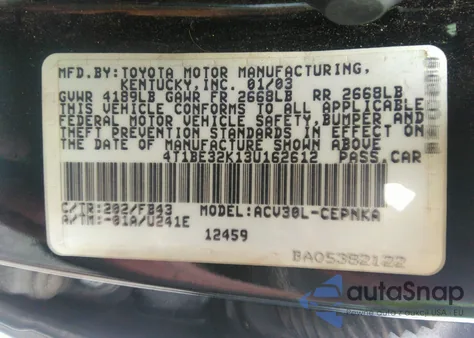 MFD.BY:TOYOTA MOTOR MANUFACTURING,
KENTUCKY,INC. 01/03
GVWR 4189LB GAWR FR 2668LB RR 2668LB
THIS VEHICLE CONFORMS TO ALL APPLICABLE
FEDERAL MOTOR VEHICLE SAFETY,BUMPER AND
THEFT PREVENTION STANDARDS IN EFFECT ON
THE DATE OF MANUFACTURE SHOWN ABOVE
4T1BE32K13U162612 PASS.CAR
C/TR:202/FB43 MODEL:ACV30L-CEPNKA
A/TM:-01A/U241E
12459
BA05382122
autoSnap